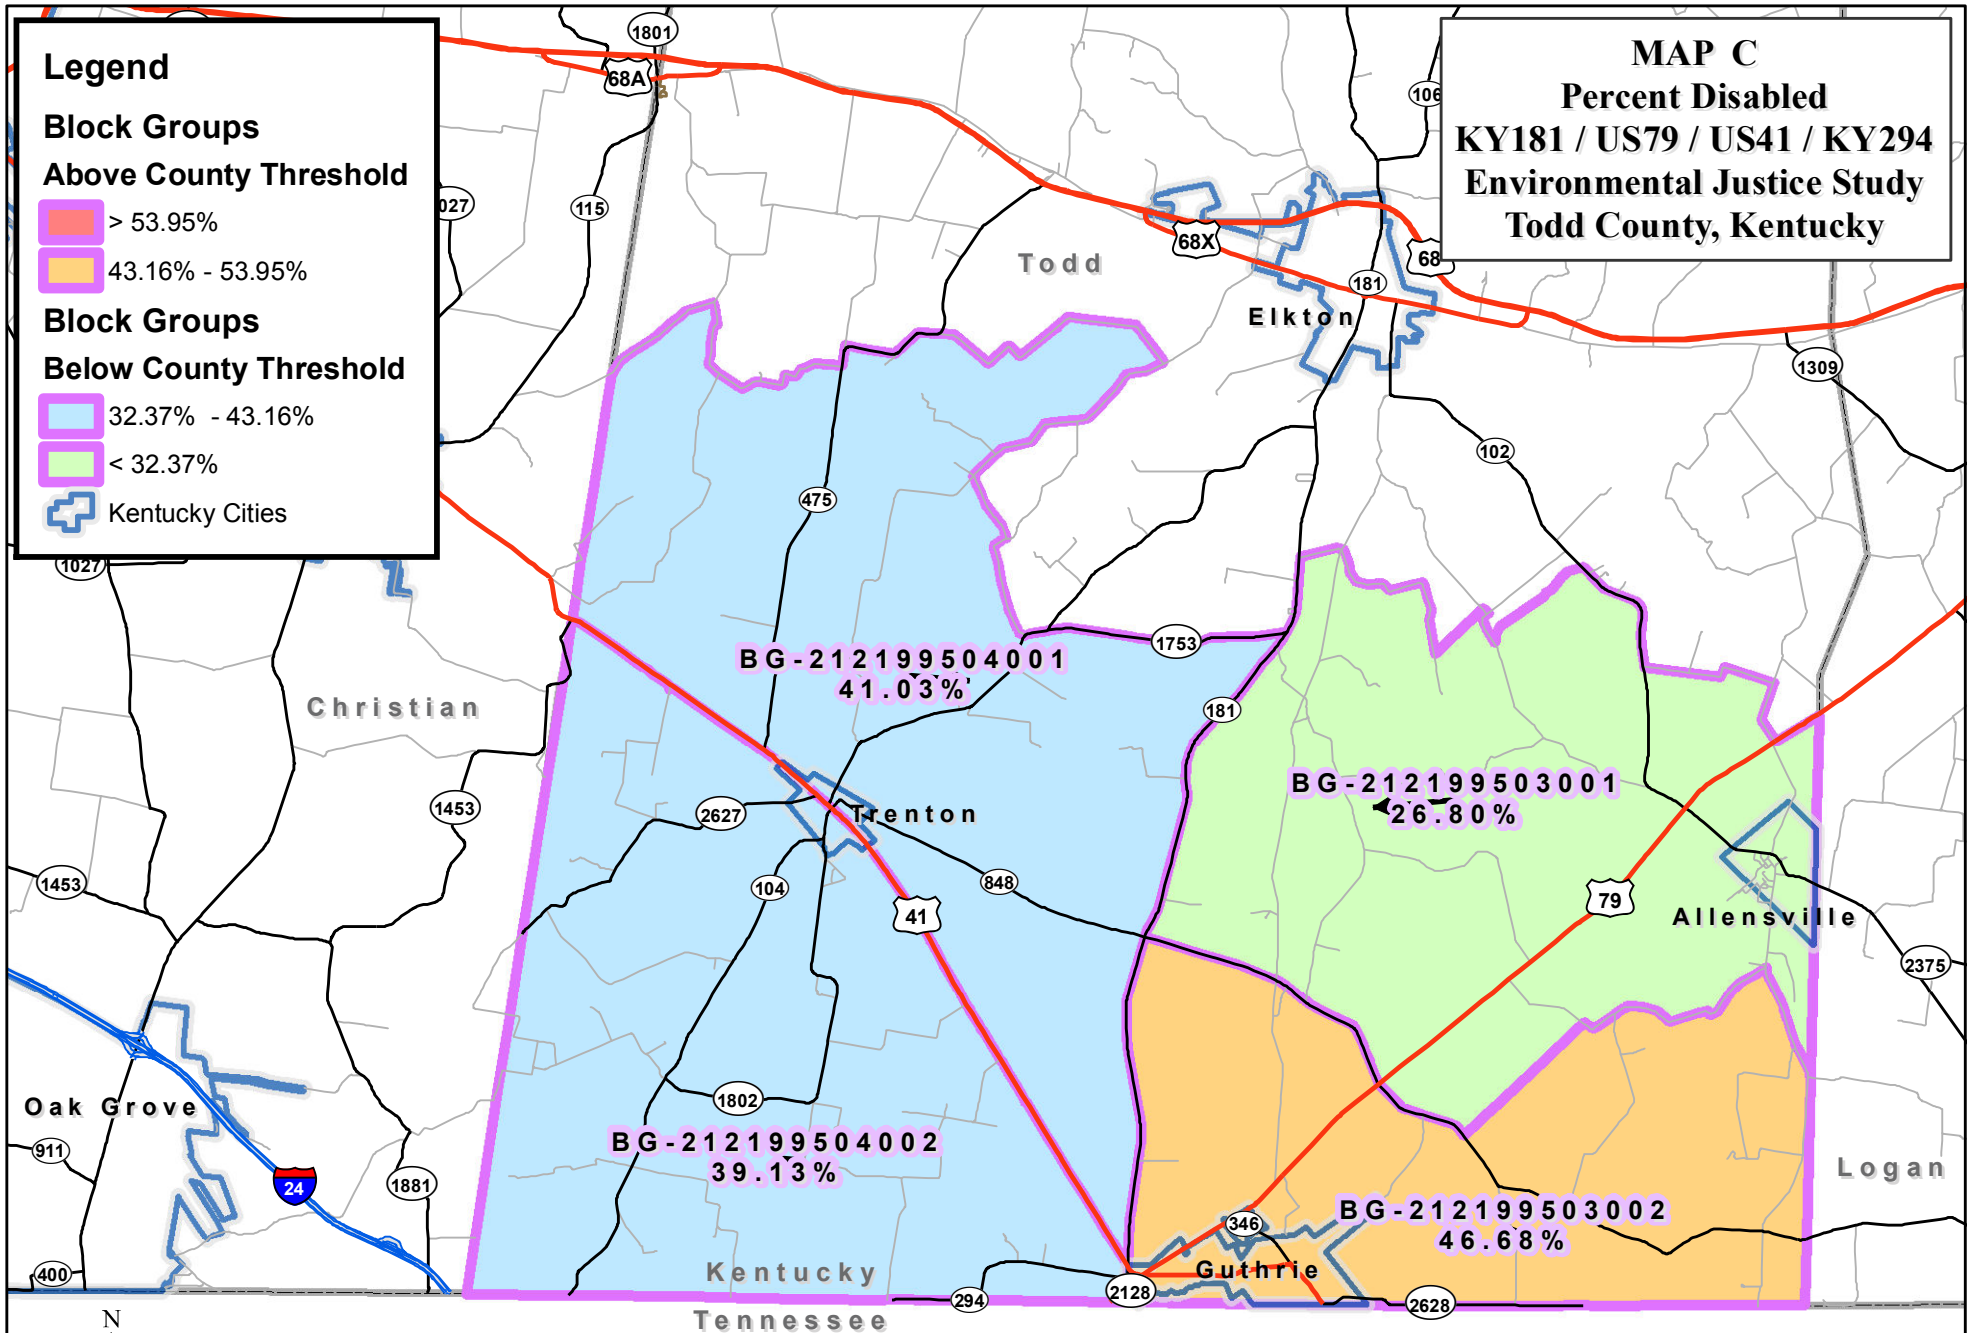 Legend
Block Groups
Above County Threshold
> 53.95%
43.16% - 53.95%
Block Groups
Below County Threshold
32.37% - 43.16%
< 32.37%
Kentucky Cities
MAP C
Percent Disabled
KY181 / US79 / US41 / KY294
Environmental Justice Study
Todd County, Kentucky
1801
68A
106
027
115
68X
68
Todd
181
Elkton
1309
102
475
1027
BG-212199504001
41.03%
1753
Christian
181
BG-212199503001
26.80%
1453
2627
Trenton
1453
104
848
41
79
Allensville
2375
Oak Grove
1802
911
BG-212199504002
39.13%
24
1881
Logan
BG-212199503002
46.68%
346
400
Kentucky
Guthrie
294
2128
2628
Tennessee
N